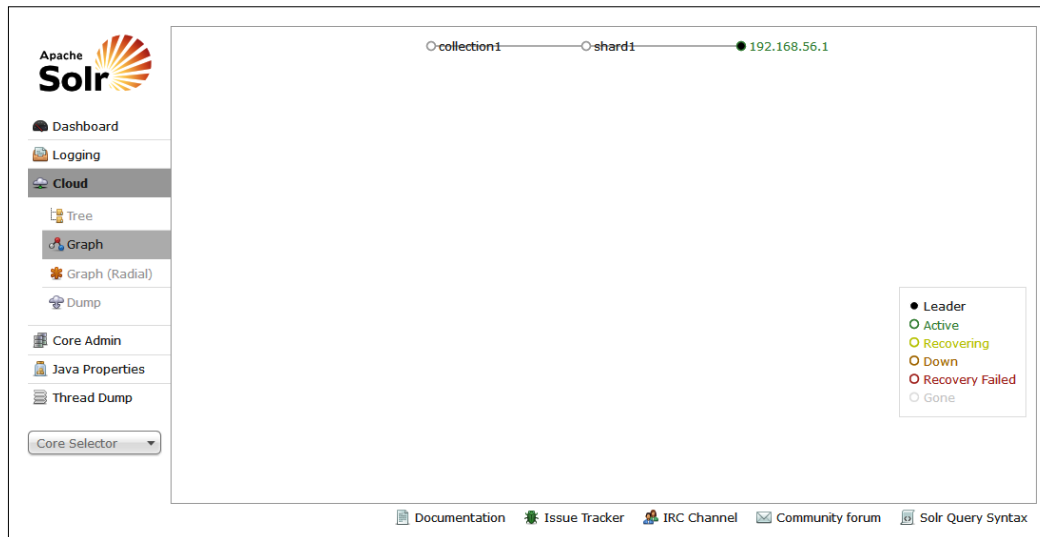 Apache
Solr
Dashboard
Logging
Cloud
Tree
Graph
Graph (Radial)
Dump
Core Admin
Java Properties
Thread Dump
Core Selector
collection1 shard1 192.168.56.1
Leader
Active
Recovering
Down
Recovery Failed
Gone
Documentation Issue Tracker IRC Channel Community forum Solr Query Syntax